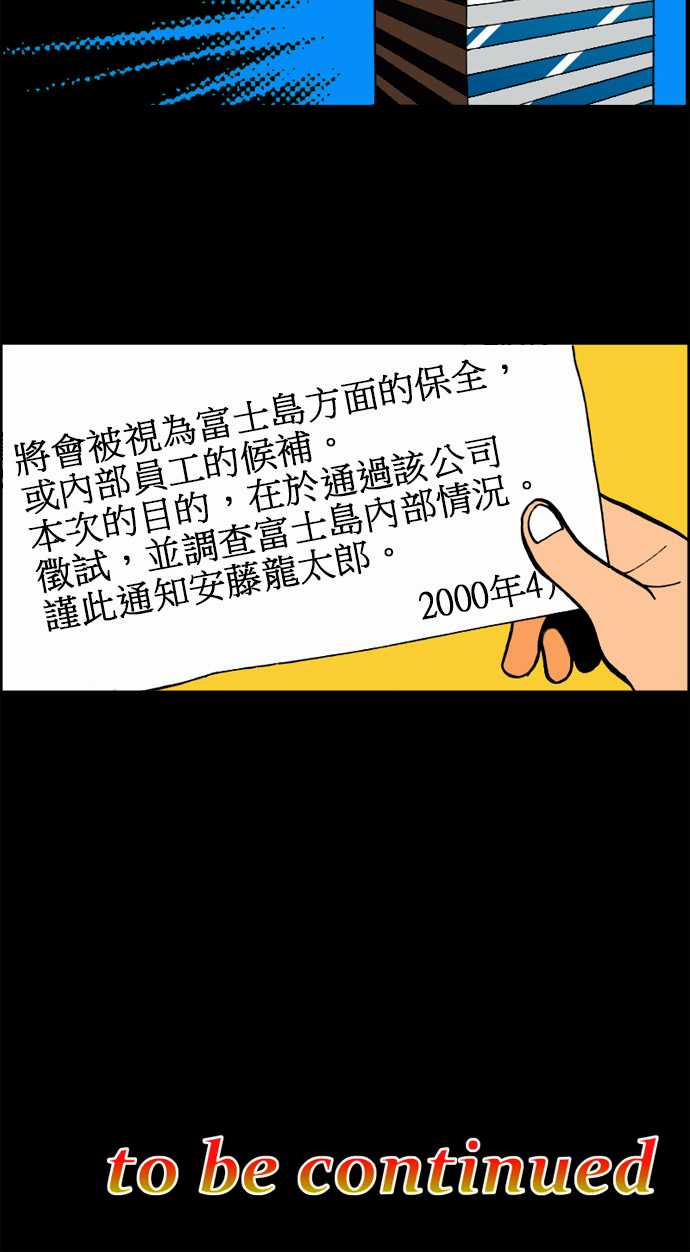 將會被視為富士島方面的保全，
或內部員工的候補。
本次的目的，在於通過該公司
徵試，並調查富士島內部情況。
謹此通知安藤龍太郎。
2000年4
to be continued